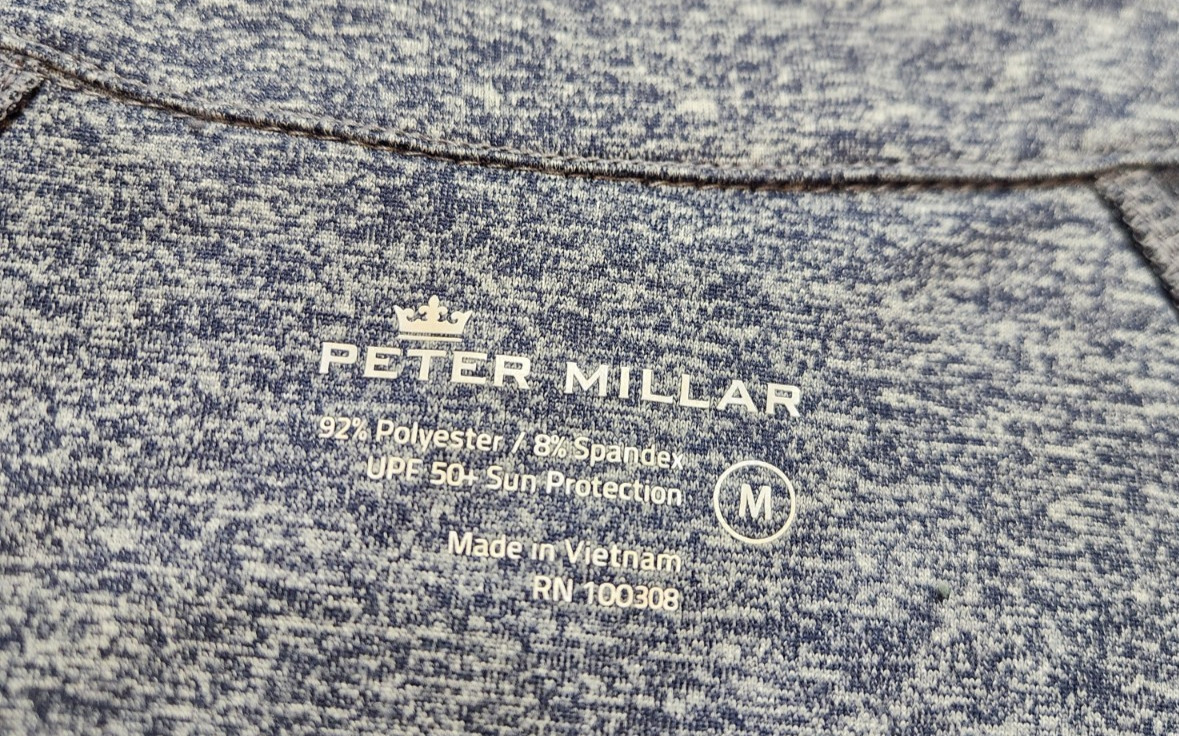 PETER MILLAR
92% Polyester / 8% Spandex
UPF 50+ Sun Protection
M
Made in Vietnam
RN 100308